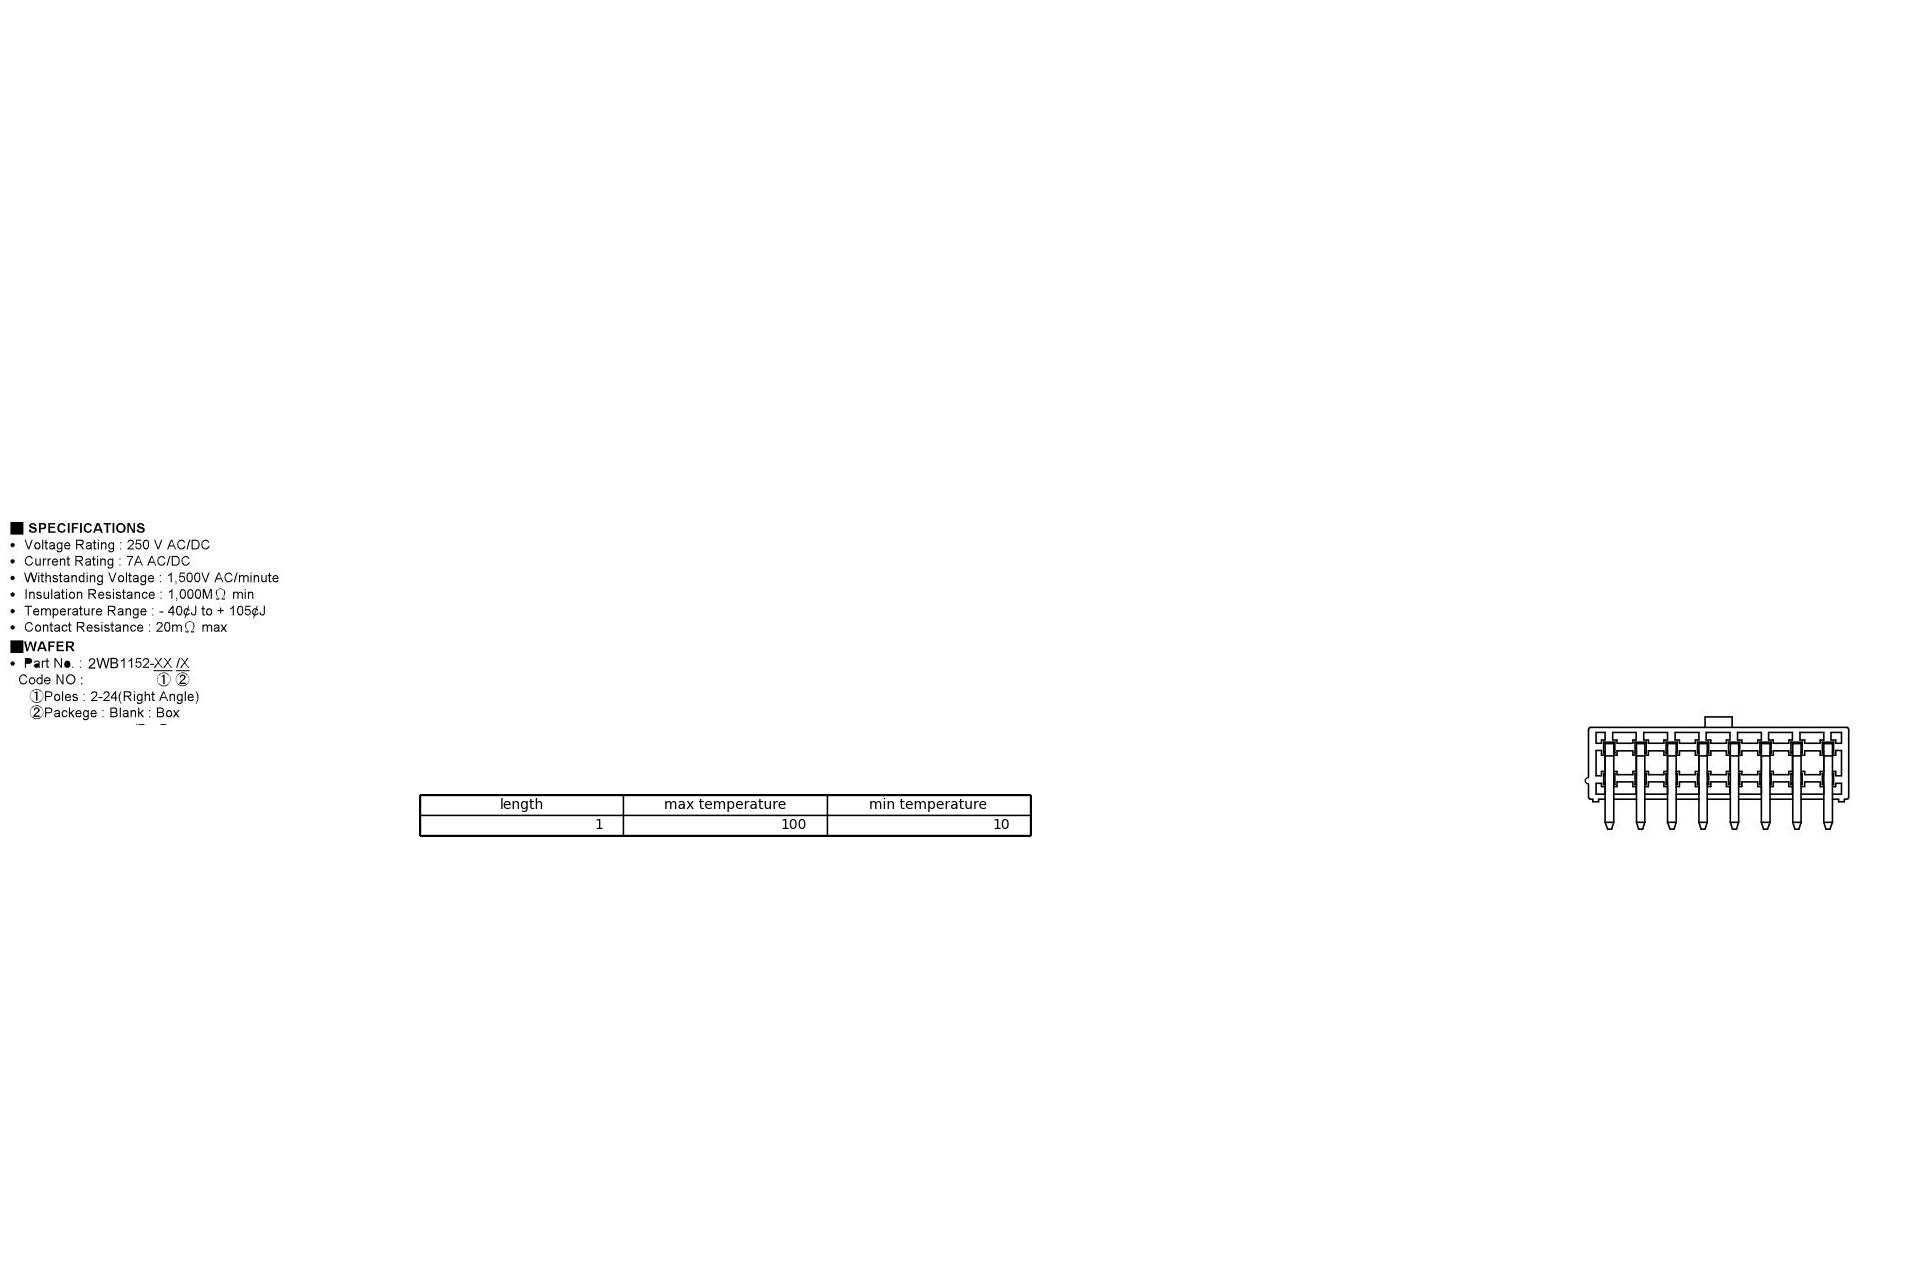 ■ SPECIFICATIONS
• Voltage Rating : 250 V AC/DC
• Current Rating : 7A AC/DC
• Withstanding Voltage : 1,500V AC/minute
• Insulation Resistance : 1,000MΩ min
• Temperature Range : - 40¢J to + 105¢J
• Contact Resistance : 20mΩ max
■WAFER
• Part No. : 2WB1152-XX /X
Code NO : ① ②
①Poles : 2-24(Right Angle)
②Packege : Blank : Box
length max temperature min temperature
1 100 10